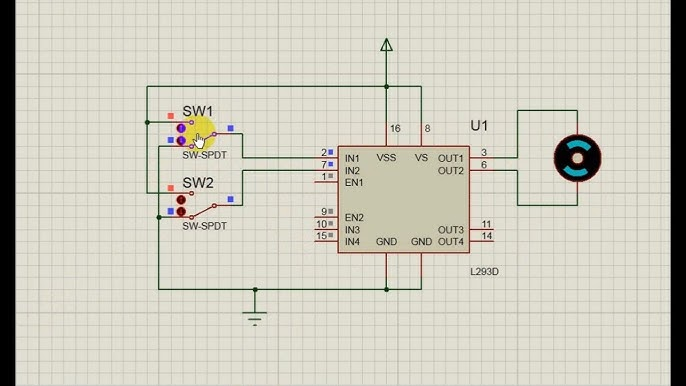 SW1
SW-SPDT
SW2
SW-SPDT
U1
16 8
2 IN1 VSS VS OUT1 3
7 IN2 OUT2 6
1 EN1
9 EN2
10 IN3 OUT3 11
15 IN4 GND GND OUT4 14
L293D